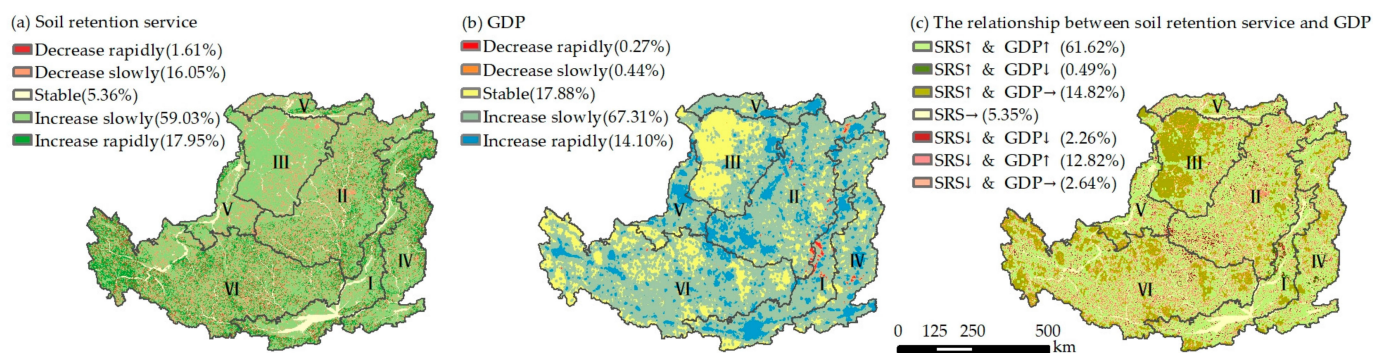 (a) Soil retention service
Decrease rapidly(1.61%)
Decrease slowly(16.05%)
Stable(5.36%)
Increase slowly(59.03%)
Increase rapidly(17.95%)
V
III
II
V
IV
VI
I
(b) GDP
Decrease rapidly(0.27%)
Decrease slowly(0.44%)
Stable(17.88%)
Increase slowly(67.31%)
Increase rapidly(14.10%)
V
III
II
V
IV
VI
I
(c) The relationship between soil retention service and GDP
SRS↑ & GDP↑ (61.62%)
SRS↑ & GDP↓ (0.49%)
SRS↑ & GDP→ (14.82%)
SRS→ (5.35%)
SRS↓ & GDP↓ (2.26%)
SRS↓ & GDP↑ (12.82%)
SRS↓ & GDP→ (2.64%)
V
III
II
V
IV
VI
I
0 125 250 500
km